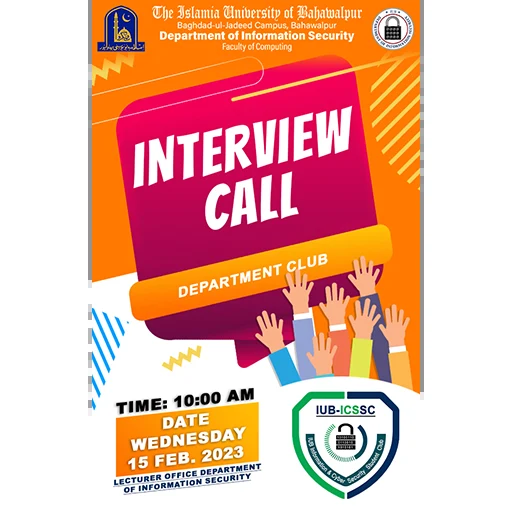 The Islamia University of Bahawalpur
Baghdad-ul-Jadeed Campus, Bahawalpur
Department of Information Security
Faculty of Computing
INTERVIEW
CALL
DEPARTMENT CLUB
TIME: 10:00 AM
DATE
WEDNESDAY
15 FEB. 2023
LECTURER OFFICE DEPARTMENT
OF INFORMATION SECURITY
IUB-ICSSC
IUB Information & Cyber Security Student Club